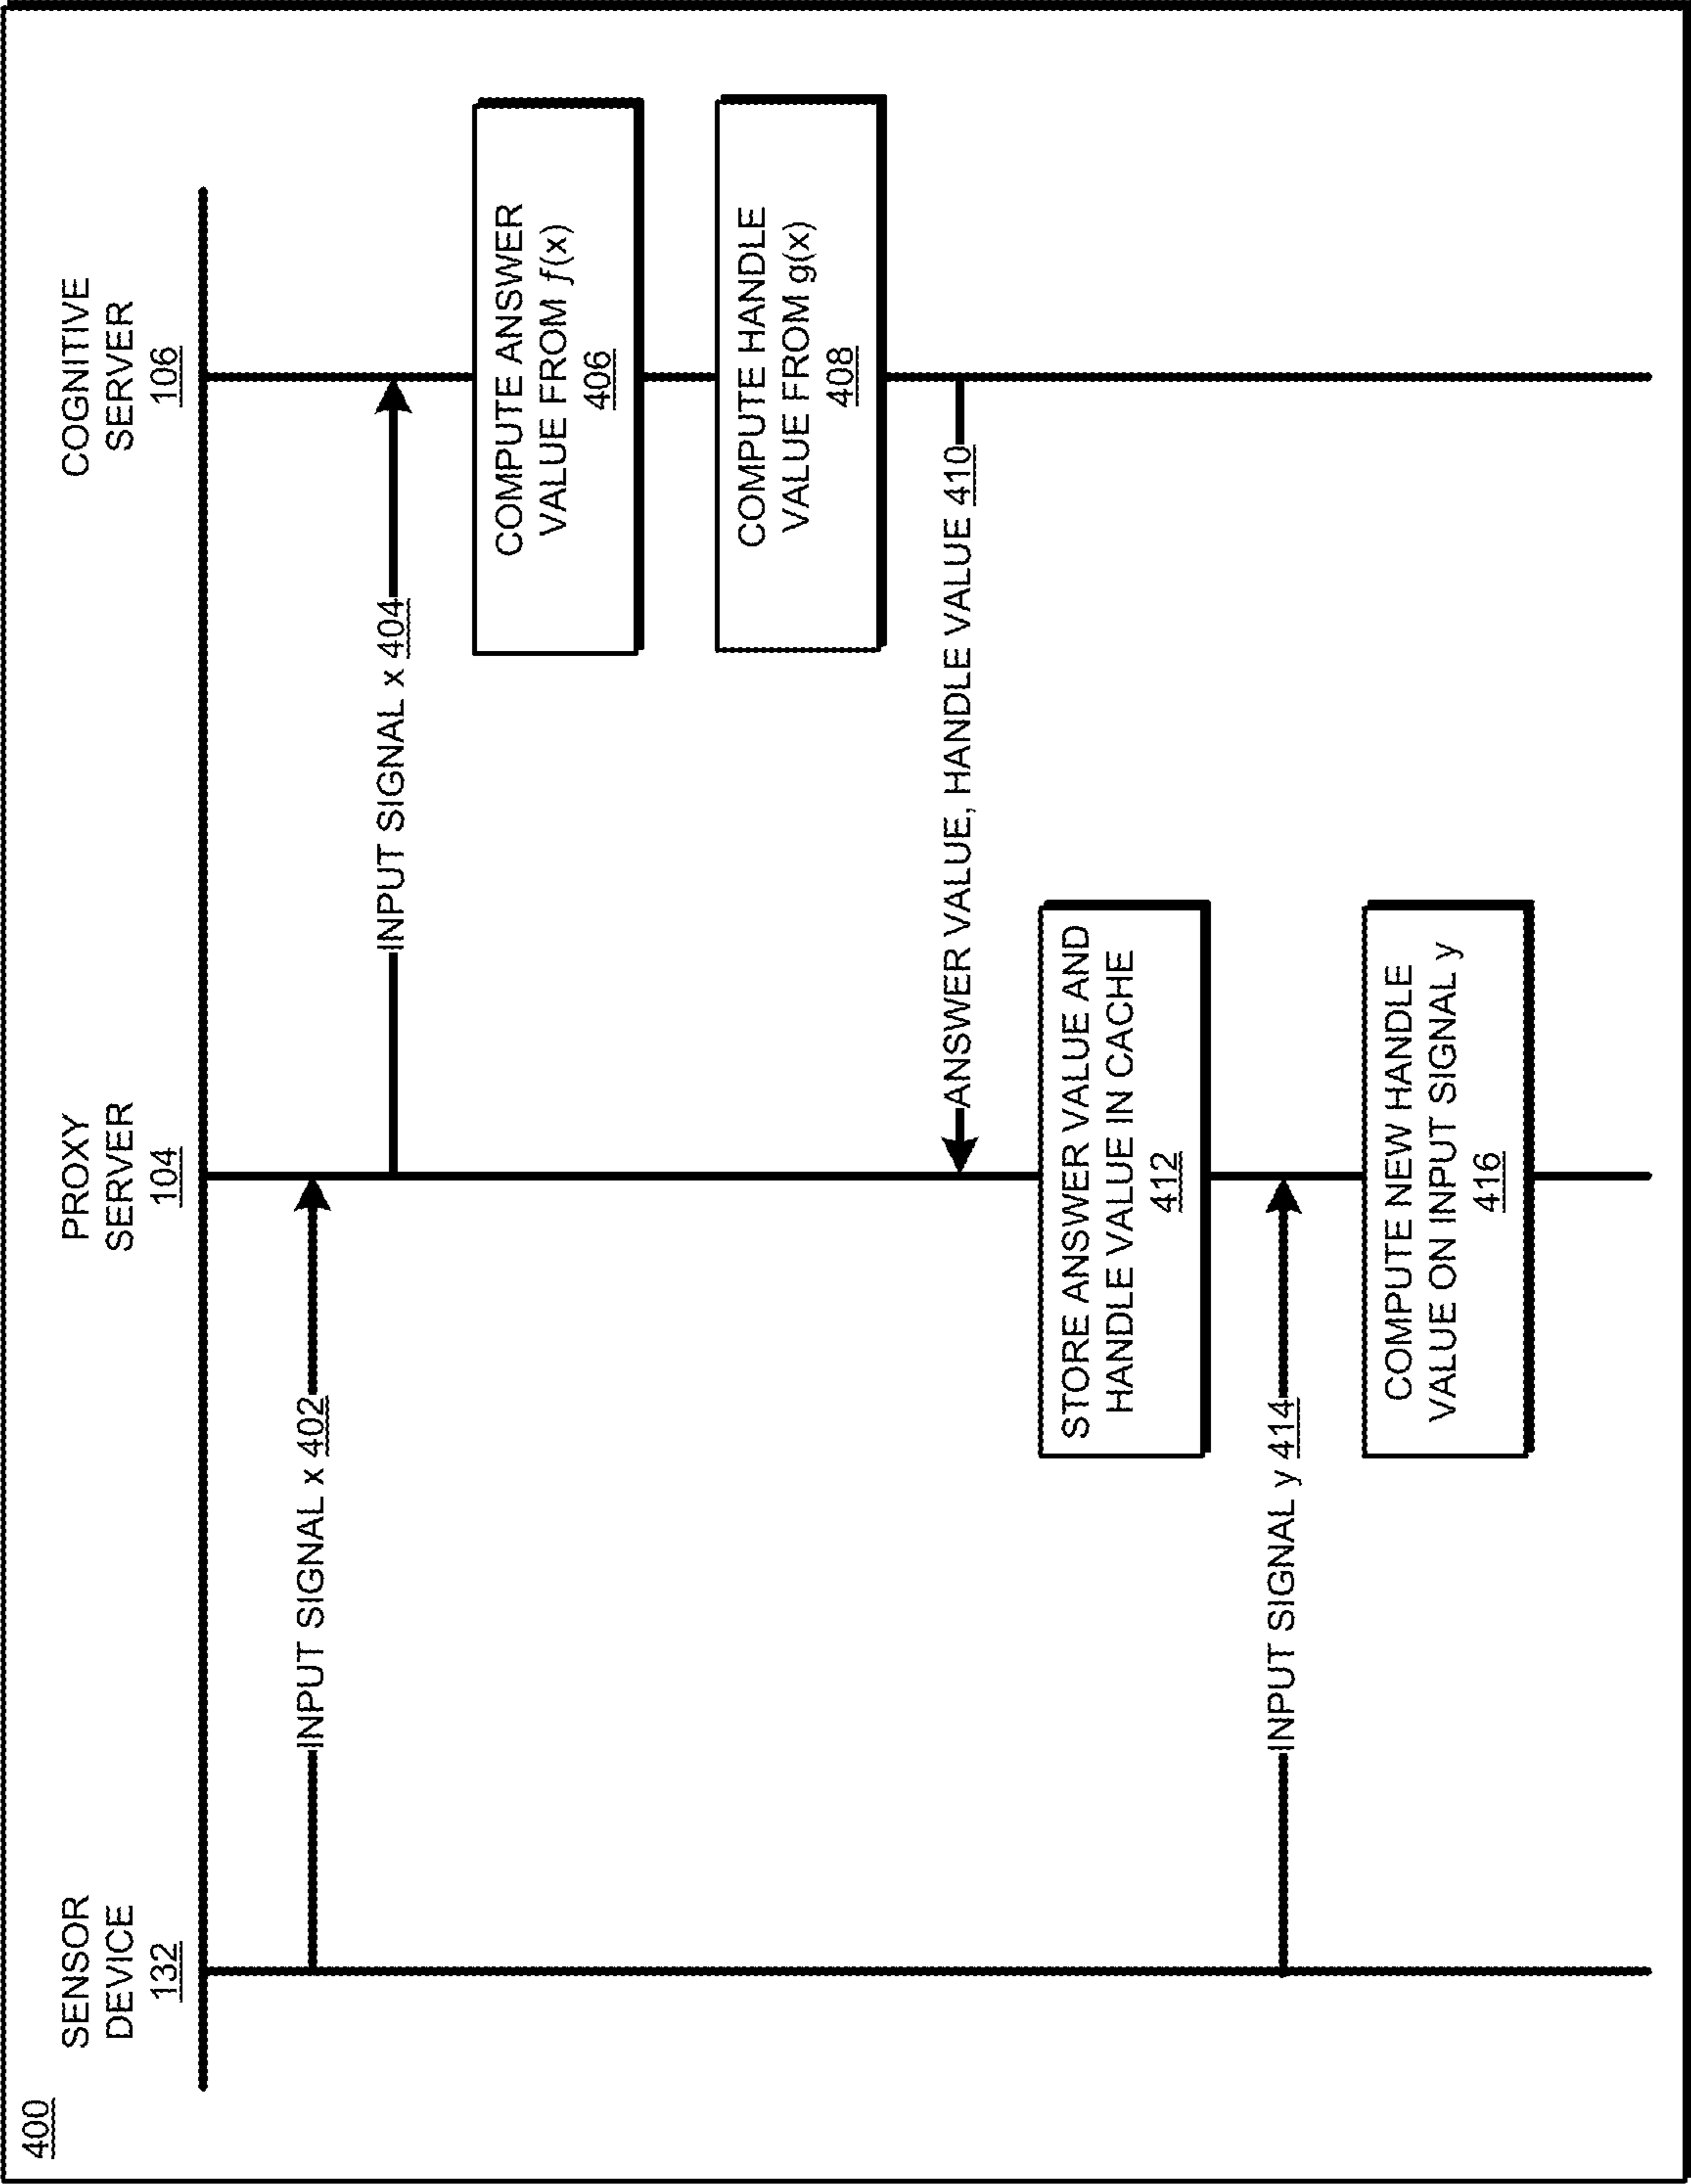 400
SENSOR
DEVICE
132
PROXY
SERVER
104
COGNITIVE
SERVER
106
INPUT SIGNAL x 402
INPUT SIGNAL x 404
COMPUTE ANSWER
VALUE FROM ƒ(x)
406
COMPUTE HANDLE
VALUE FROM g(x)
408
ANSWER VALUE, HANDLE VALUE 410
STORE ANSWER VALUE AND
HANDLE VALUE IN CACHE
412
INPUT SIGNAL y 414
COMPUTE NEW HANDLE
VALUE ON INPUT SIGNAL y
416